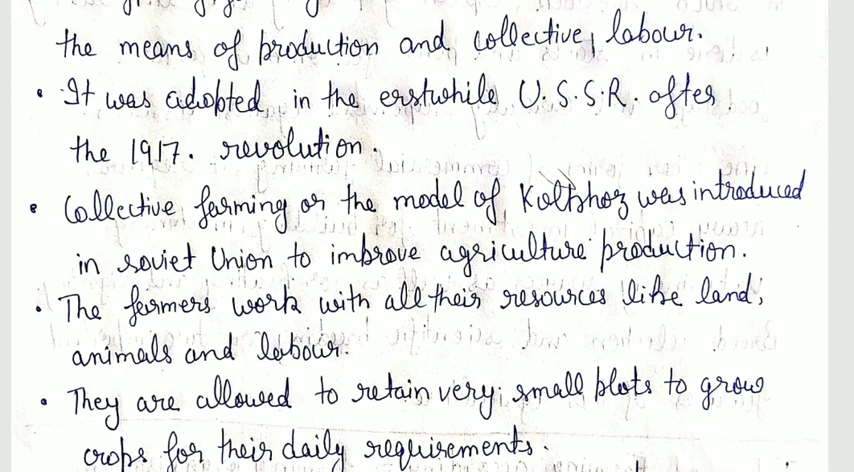 the means of production and collective labour.
• It was adopted in the erstwhile U.S.S.R. after
the 1917. revolution.
• Collective farming or the model of Kolkhoz was introduced
in soviet Union to improve agriculture production.
• The farmers work with all their resources like land,
animals and labour.
• They are allowed to retain very small plots to grow
crops for their daily requirements.